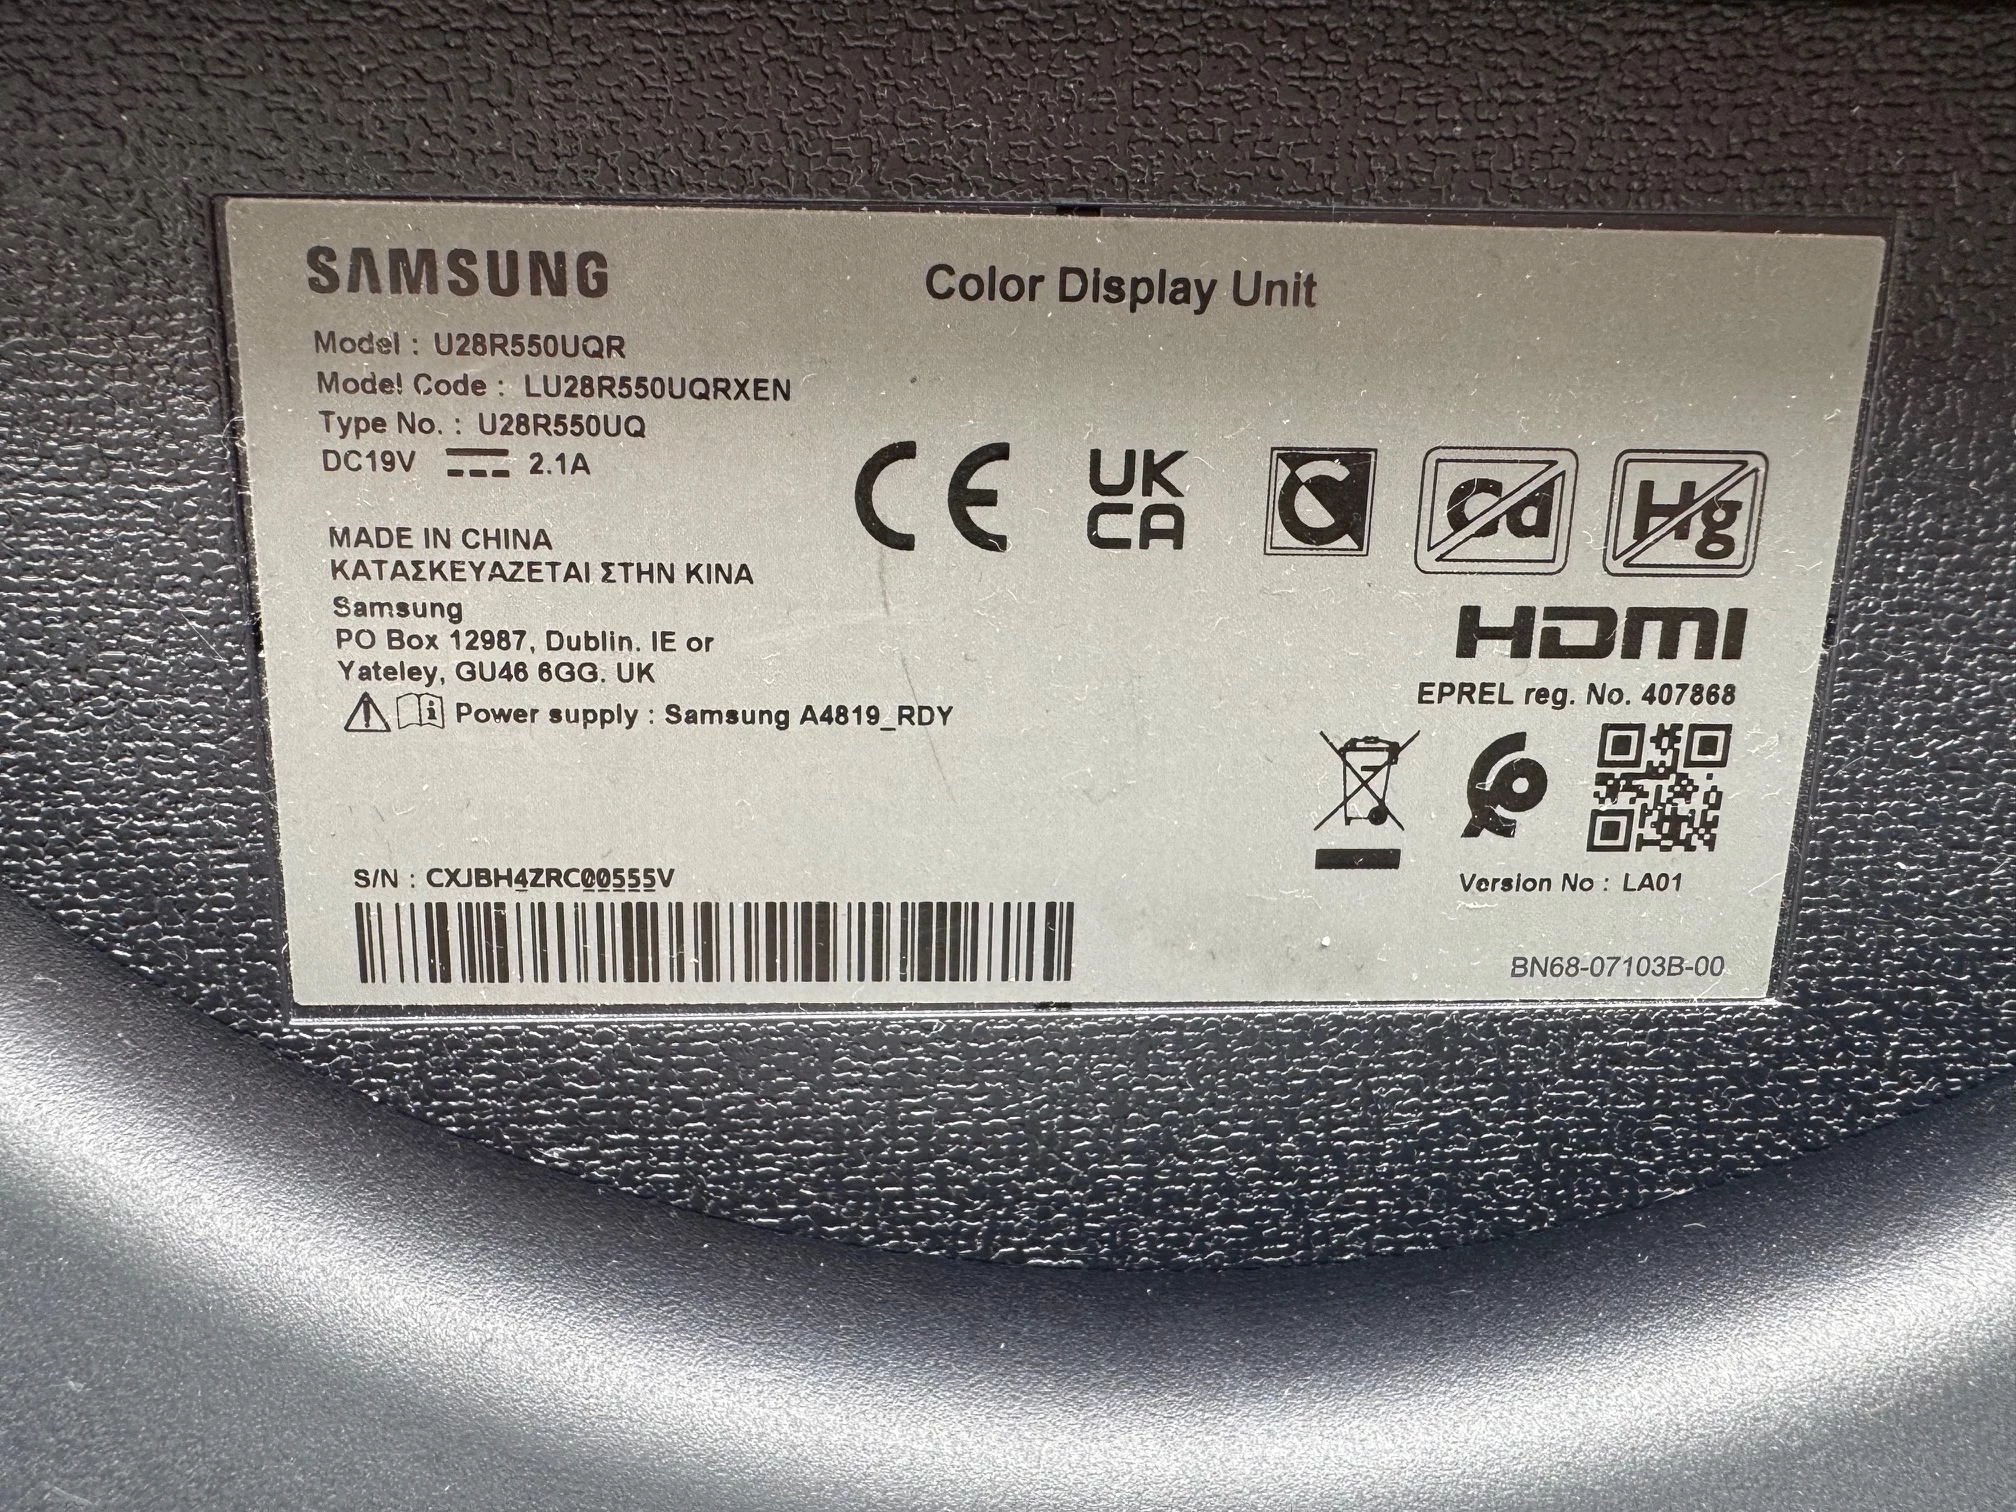 SAMSUNG
Color Display Unit
Model : U28R550UQR
Model Code : LU28R550UQRXEN
Type No. : U28R550UQ
DC19V 2.1A
CE
UK
CA
C
Cd
Hg
MADE IN CHINA
ΚΑΤΑΣΚΕΥΑΖΕΤΑΙ ΣΤΗΝ ΚΙΝΑ
Samsung
PO Box 12987, Dublin. IE or
Yateley, GU46 6GG. UK
Power supply : Samsung A4819_RDY
HDMI
EPREL reg. No. 407868
S/N : CXJBH4ZRC00555V
Version No : LA01
BN68-07103B-00